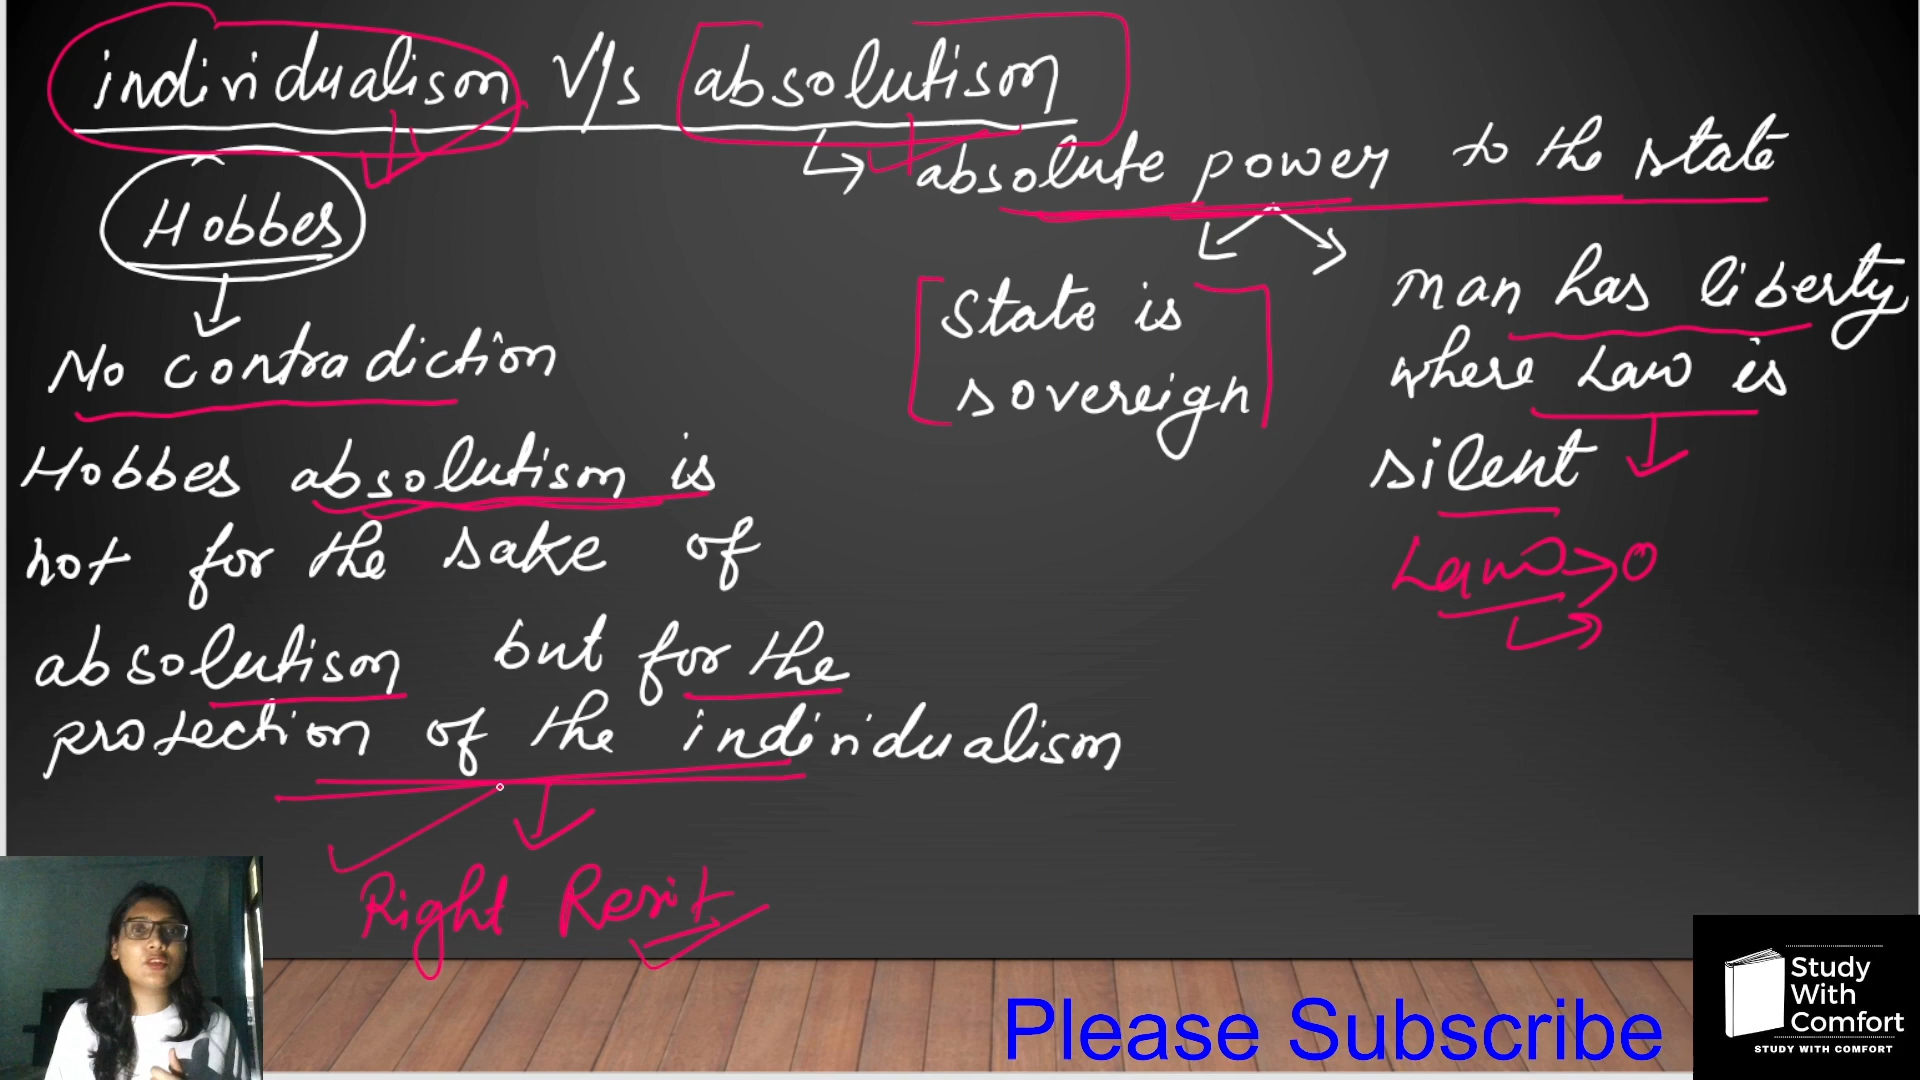 individualism V/s absolutism
Hobbes
No contradiction
Hobbes absolutism is
not for the sake of
absolutism but for the
protection of the individualism
Right Resist
absolute power to the state
State is
sovereign
man has liberty
where Law is
silent
Law → 0
Please Subscribe
Study
With
Comfort
STUDY WITH COMFORT